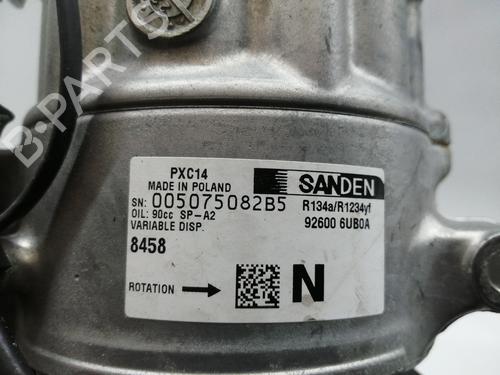 B-PARTS
PXC14
MADE IN POLAND
SANDEN
SN: 005075082B5
R134a/R1234yf
OIL: 90cc SP-A2
92600 6UB0A
VARIABLE DISP.
8458
ROTATION
N